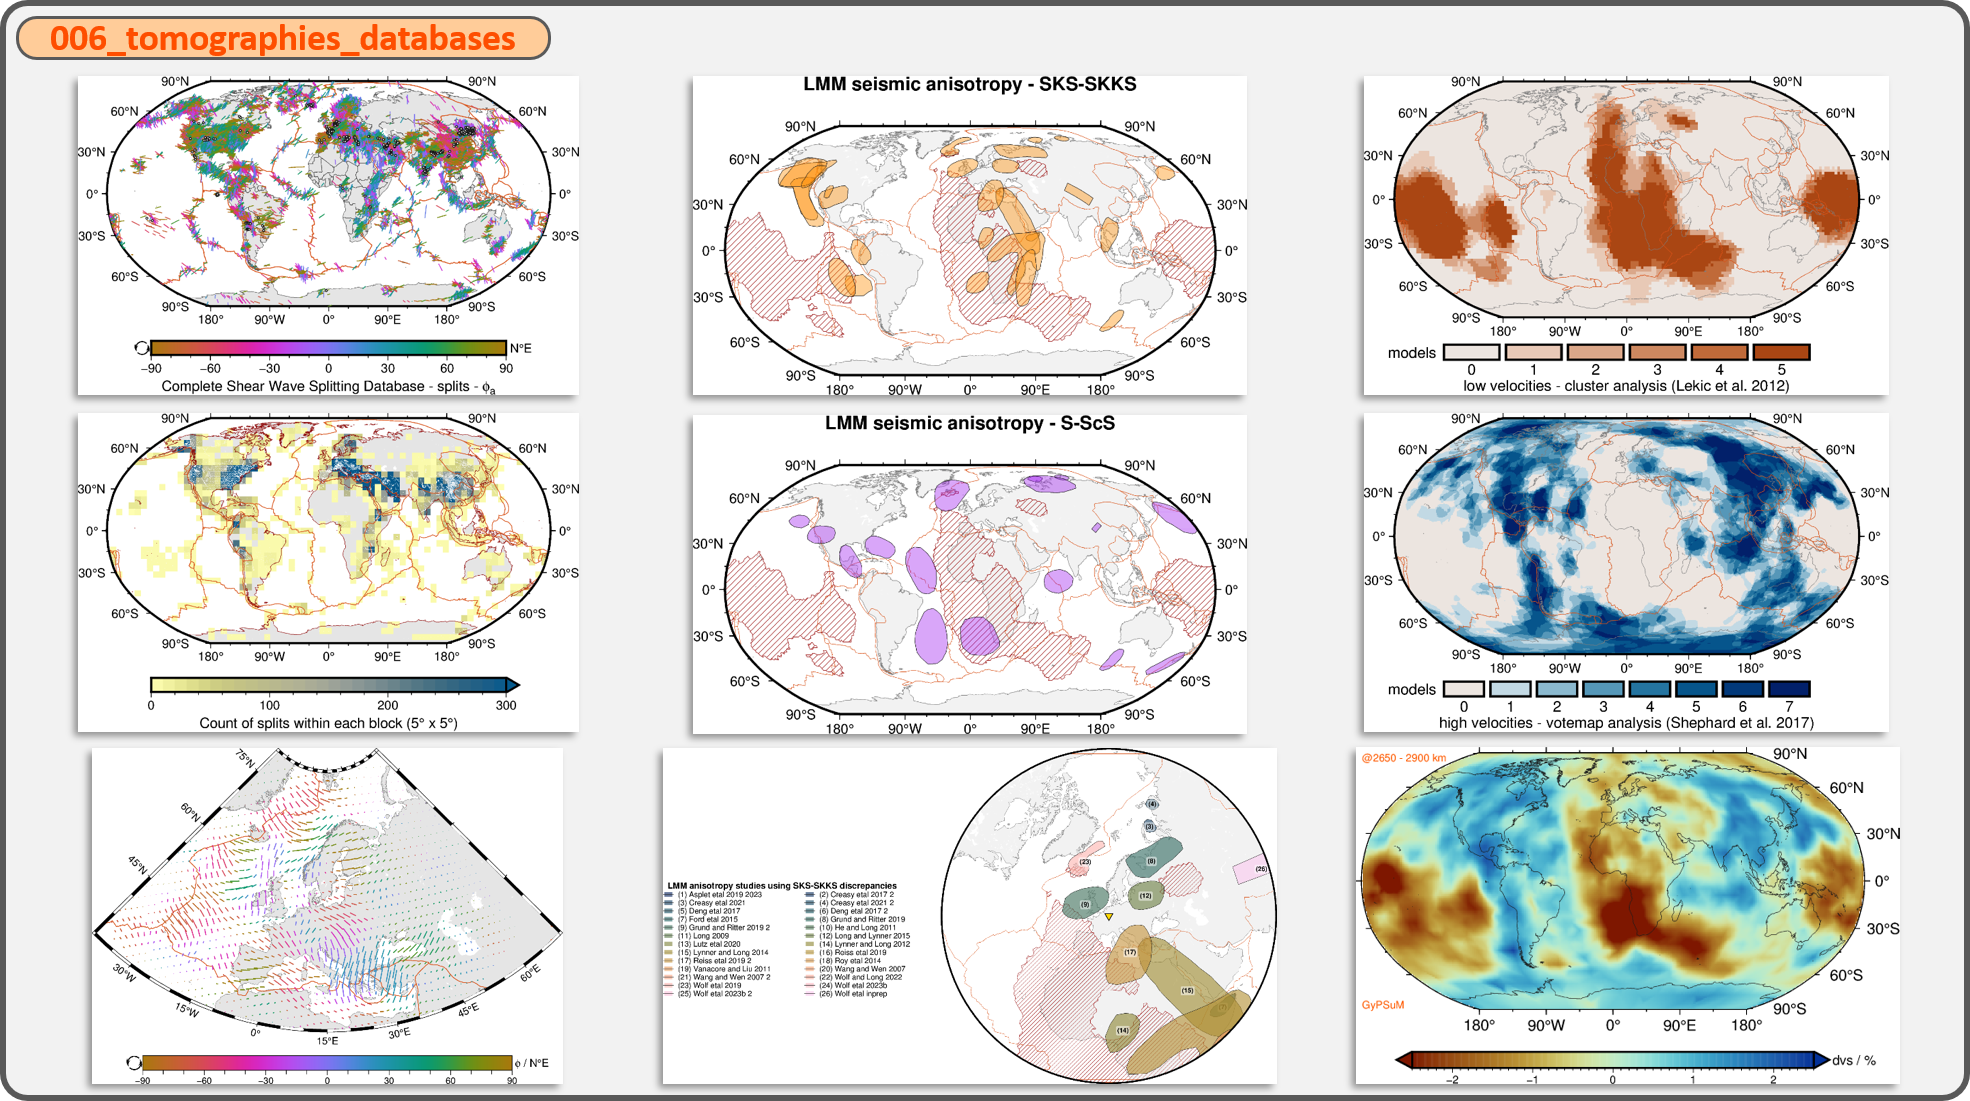 006_tomographies_databases
90°N 90°N
60°N 60°N
30°N 30°N
0° 0°
30°S 30°S
60°S 60°S
90°S 90°S
180° 90°W 0° 90°E 180°
N°E
−90 −60 −30 0 30 60 90
Complete Shear Wave Splitting Database - splits - ϕa
LMM seismic anisotropy - SKS-SKKS
90°N 90°N
60°N 60°N
30°N 30°N
0° 0°
30°S 30°S
60°S 60°S
90°S 90°S
180° 90°W 0° 90°E 180°
90°N 90°N
60°N 60°N
30°N 30°N
0° 0°
30°S 30°S
60°S 60°S
90°S 90°S
180° 90°W 0° 90°E 180°
models
0 1 2 3 4 5
low velocities - cluster analysis (Lekic et al. 2012)
90°N 90°N
60°N 60°N
30°N 30°N
0° 0°
30°S 30°S
60°S 60°S
90°S 90°S
180° 90°W 0° 90°E 180°
0 100 200 300
Count of splits within each block (5° x 5°)
LMM seismic anisotropy - S-ScS
90°N 90°N
60°N 60°N
30°N 30°N
0° 0°
30°S 30°S
60°S 60°S
90°S 90°S
180° 90°W 0° 90°E 180°
90°N 90°N
60°N 60°N
30°N 30°N
0° 0°
30°S 30°S
60°S 60°S
90°S 90°S
180° 90°W 0° 90°E 180°
models
0 1 2 3 4 5 6 7
high velocities - votemap analysis (Shephard et al. 2017)
75°N
60°N
45°N
30°W 60°E
15°W 45°E
0° 30°E
15°E
ϕ / N°E
−90 −60 −30 0 30 60 90
LMM anisotropy studies using SKS-SKKS discrepancies
(1) Asplet etal 2019 2023 (2) Creasy etal 2017 2
(3) Creasy etal 2021 (4) Creasy etal 2021 2
(5) Deng etal 2017 (6) Deng etal 2017 2
(7) Ford etal 2015 (8) Grund and Ritter 2019
(9) Grund and Ritter 2019 2 (10) He and Long 2011
(11) Long 2009 (12) Long and Lynner 2015
(13) Lutz etal 2020 (14) Lynner and Long 2012
(15) Lynner and Long 2014 (16) Reiss etal 2019
(17) Reiss etal 2019 2 (18) Roy etal 2014
(19) Vanacore and Liu 2011 (20) Wang and Wen 2007
(21) Wang and Wen 2007 2 (22) Wolf and Long 2022
(23) Wolf etal 2019 (24) Wolf etal 2023b
(25) Wolf etal 2023b 2 (26) Wolf etal inprep
(4)
(3)
(23) (8) (26)
(9) (12)
(17)
(15)
(14)
@2650 - 2900 km
90°N
60°N
30°N
0°
30°S
60°S
GyPSuM
90°S
180° 90°W 0° 90°E 180°
dvs / %
−2 −1 0 1 2